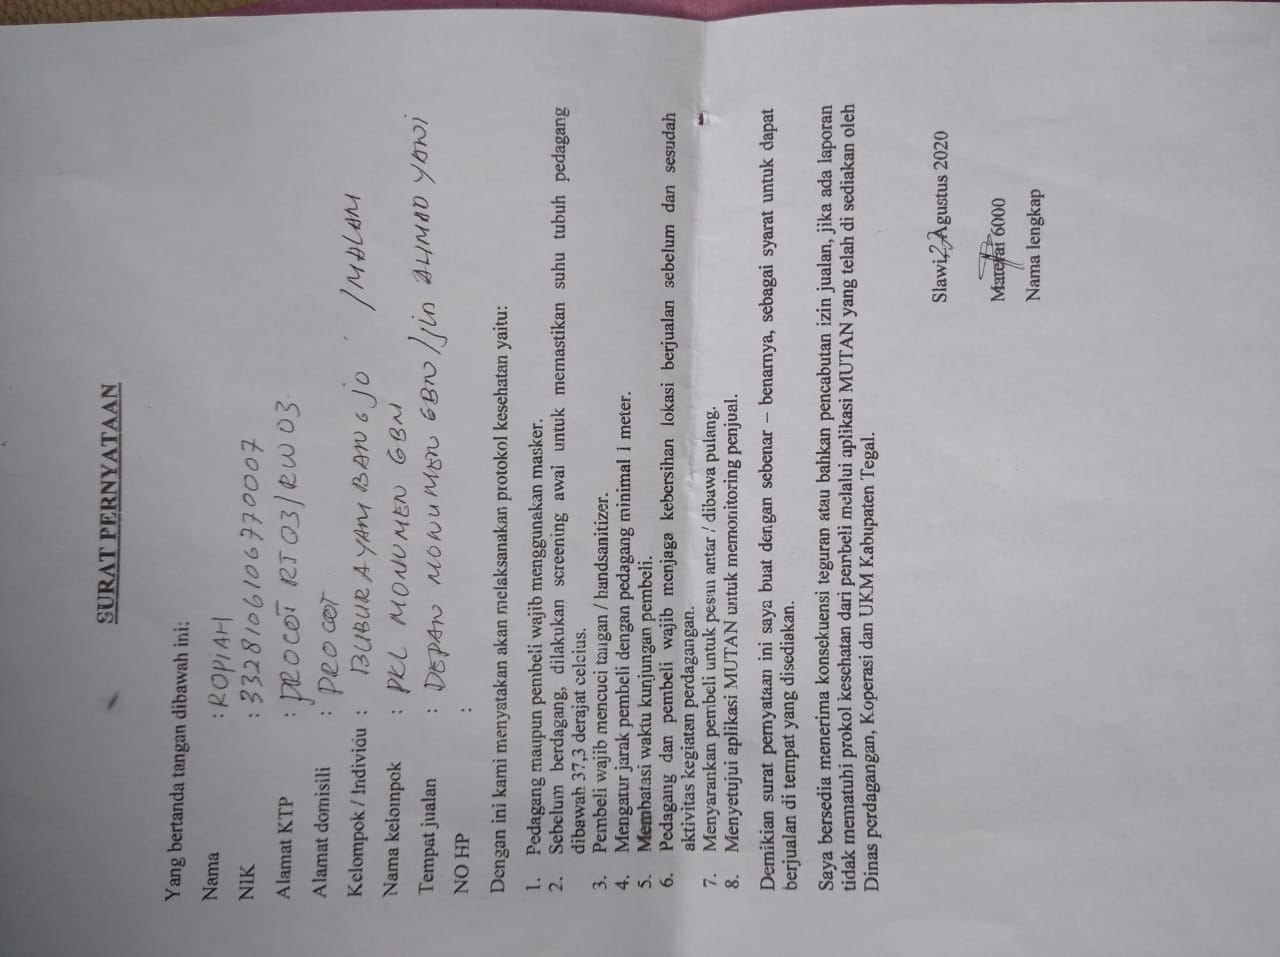 SURAT PERNYATAAN
Yang bertanda tangan dibawah ini:
Nama : ROPIAH
NIK : 3328106106770007
Alamat KTP : PROCOT RT03/RW03.
Alamat domisili : PROCOT
Kelompok / Individu : BUBUR AYAM BANGJO /MALAM
Nama kelompok : PKL MONUMEN GBN
Tempat jualan : DEPAN MONUMEN GBN/jln AHMAD YANI
NO HP :
Dengan ini kami menyatakan akan melaksanakan protokol kesehatan yaitu:
1. Pedagang maupun pembeli wajib menggunakan masker.
2. Sebelum berdagang, dilakukan screening awal untuk memastikan suhu tubuh pedagang
dibawah 37,3 derajat celcius.
3. Pembeli wajib mencuci tangan / handsanitizer.
4. Mengatur jarak pembeli dengan pedagang minimal 1 meter.
5. Membatasi waktu kunjungan pembeli.
6. Pedagang dan pembeli wajib menjaga kebersihan lokasi berjualan sebelum dan sesudah
aktivitas kegiatan perdagangan.
7. Menyarankan pembeli untuk pesan antar / dibawa pulang.
8. Menyetujui aplikasi MUTAN untuk memonitoring penjual.
Demikian surat pernyataan ini saya buat dengan sebenar – benarnya, sebagai syarat untuk dapat
berjualan di tempat yang disediakan.
Saya bersedia menerima konsekuensi teguran atau bahkan pencabutan izin jualan, jika ada laporan
tidak mematuhi prokol kesehatan dari pembeli melalui aplikasi MUTAN yang telah di sediakan oleh
Dinas perdagangan, Koperasi dan UKM Kabupaten Tegal.
Slawi 22 Agustus 2020
Materai 6000
Nama lengkap